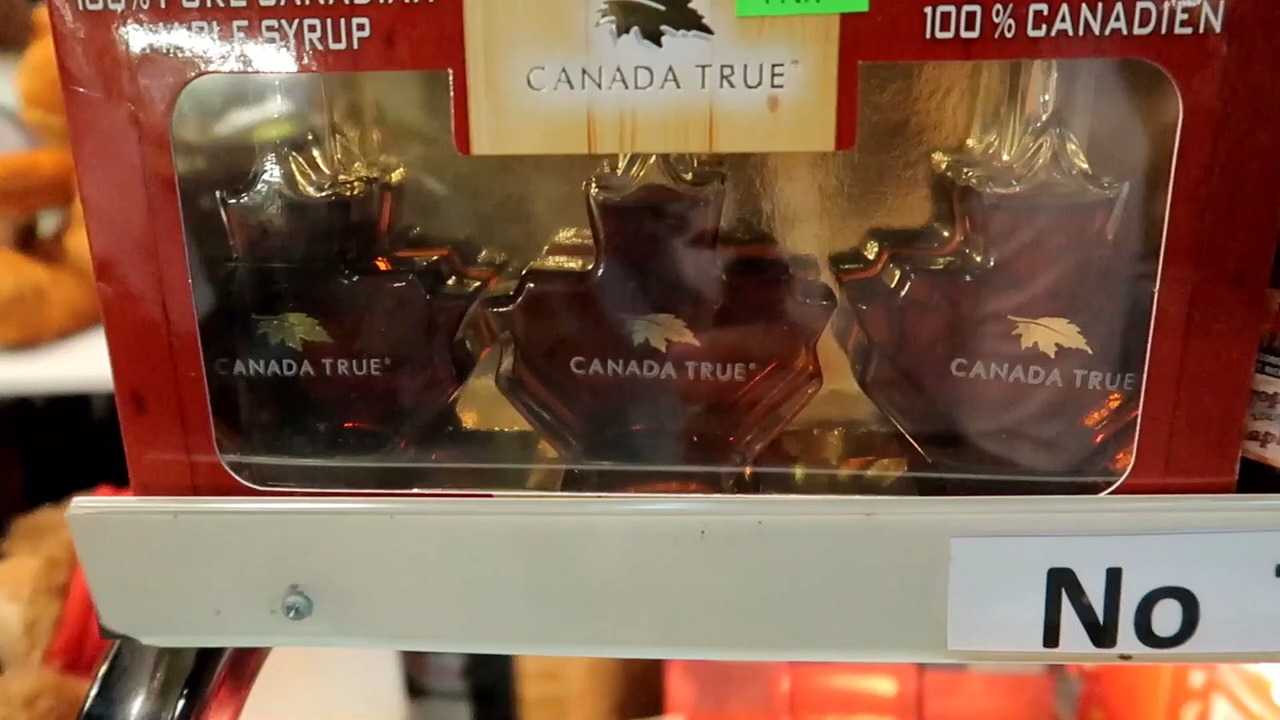 100% PURE CANADIAN
MAPLE SYRUP
CANADA TRUE
100 % CANADIEN
CANADA TRUE®
CANADA TRUE®
CANADA TRUE
No